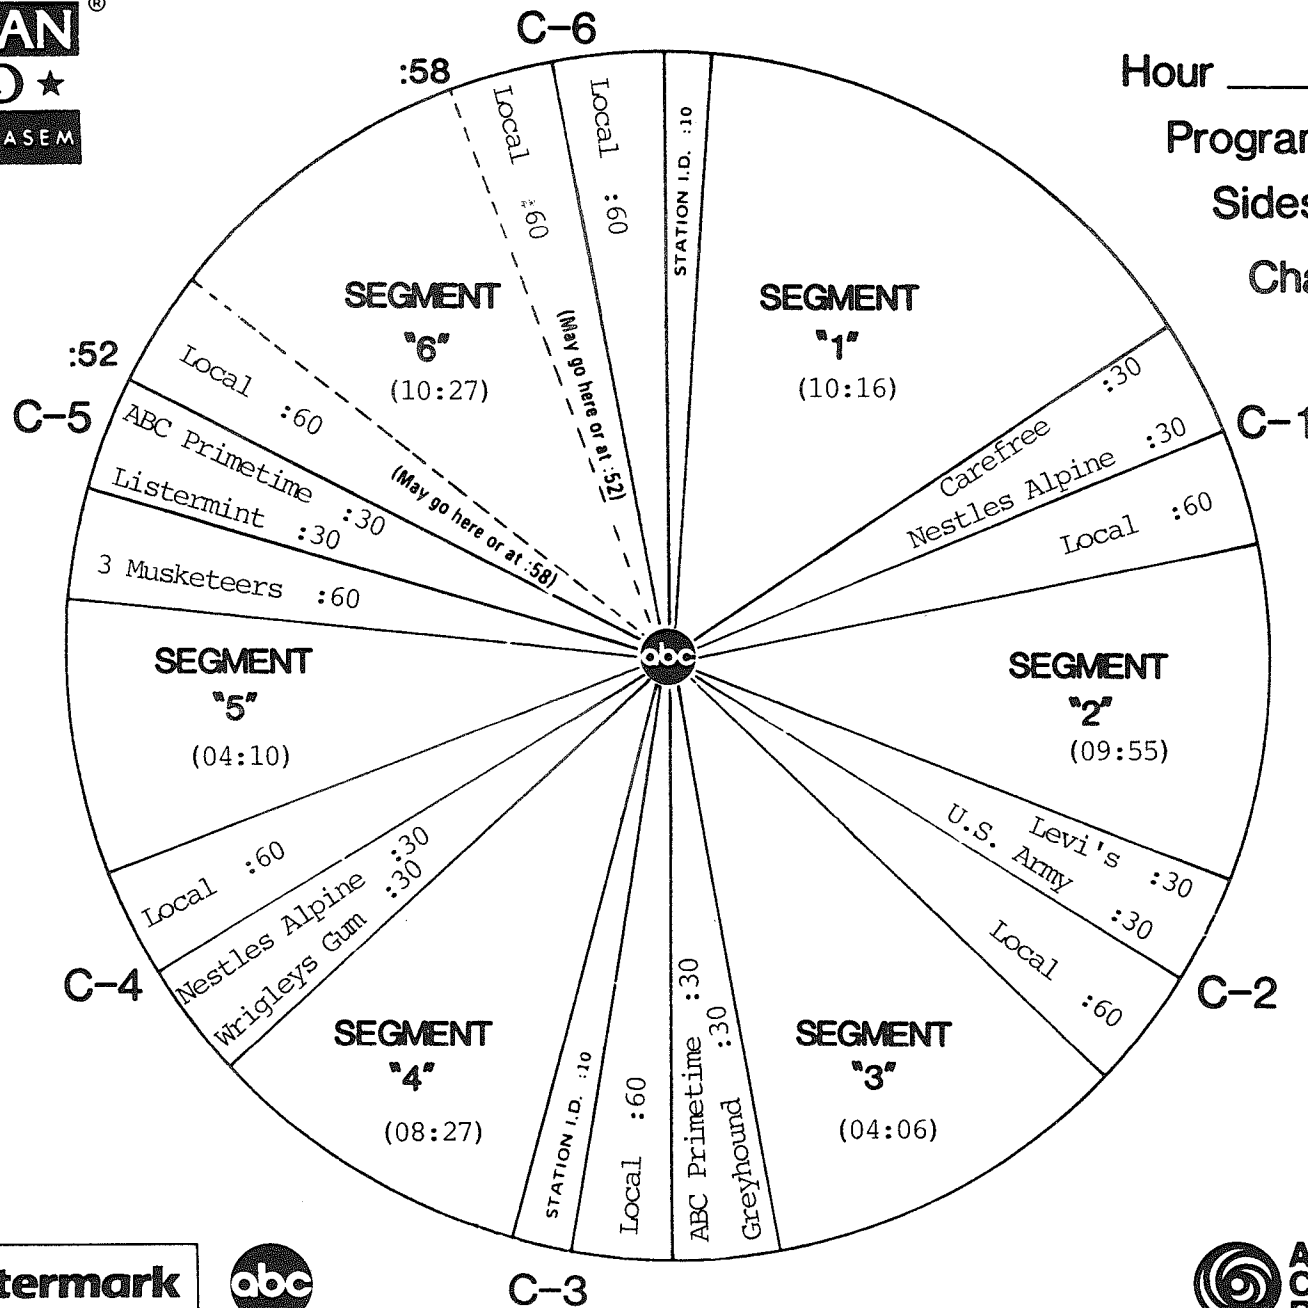 ®
AN
ASEM
C-6
:58
Hour
Local :60
Local :60
STATION I.D. :10
SEGMENT
"6"
(10:27)
(May go here or at :52)
SEGMENT
"1"
(10:16)
:52
C-5
Local :60
(May go here or at :58)
ABC Primetime :30
Listermint :30
3 Musketeers :60
Carefree :30
Nestles Alpine :30
C-1
Local :60
abc
SEGMENT
"5"
(04:10)
SEGMENT
"2"
(09:55)
Levi's :30
U.S. Army :30
Local :60
C-2
Local :60
Nestles Alpine :30
Wrigleys Gum :30
C-4
SEGMENT
"4"
(08:27)
STATION I.D. :10
Local :60
ABC Primetime :30
Greyhound :30
SEGMENT
"3"
(04:06)
C-3
termark
abc